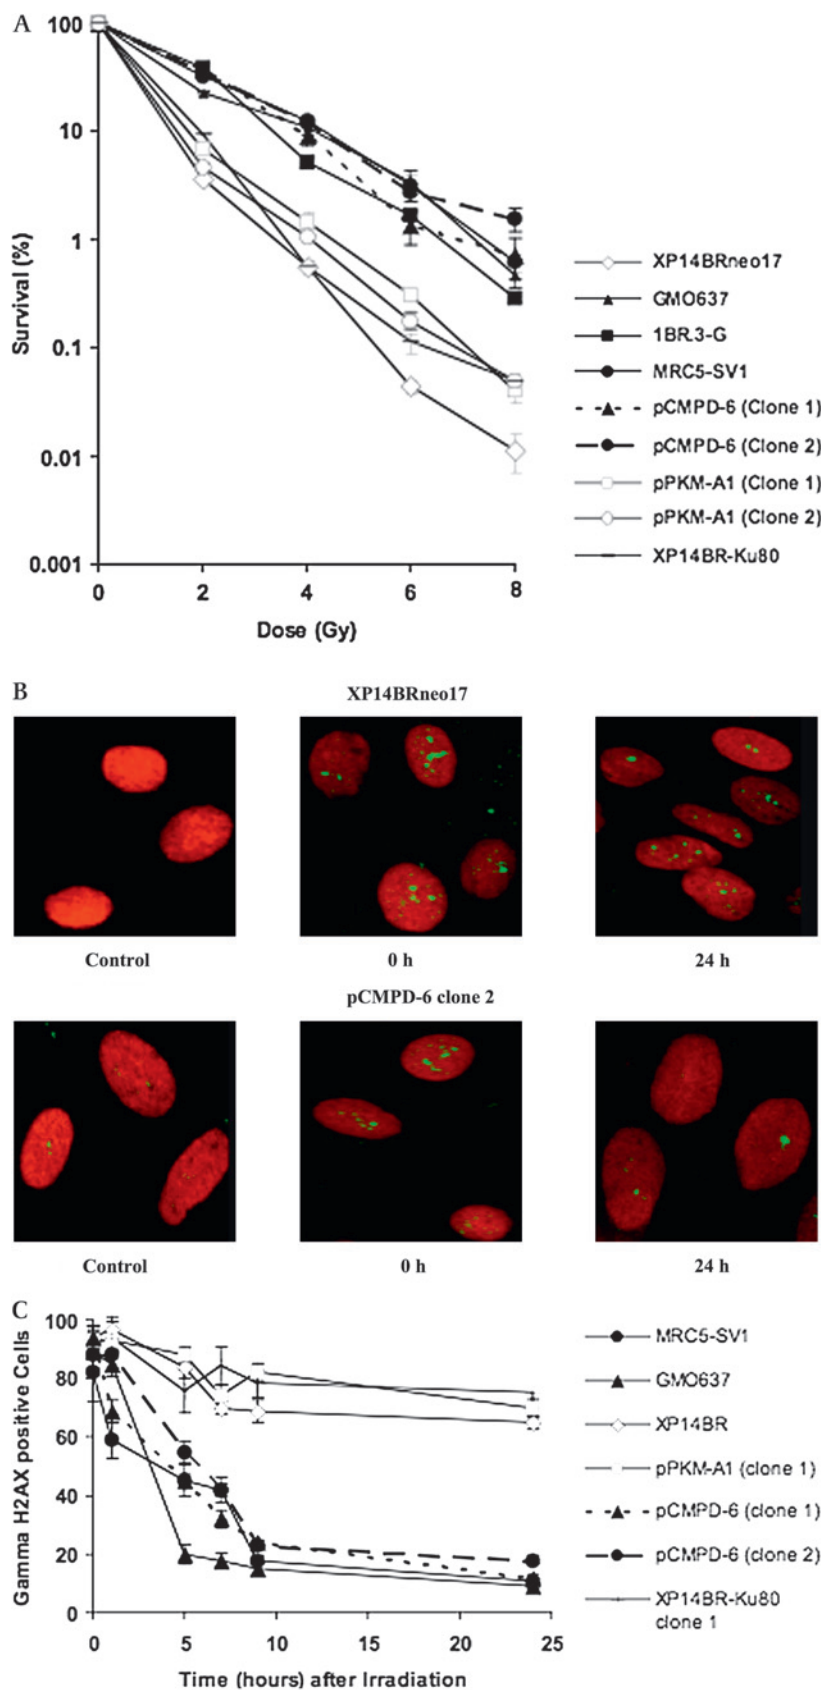 A
Survival (%)
100
10
1
0.1
0.01
0.001
0
2
4
6
8
Dose (Gy)
XP14BRneo17
GMO637
1BR.3-G
MRC5-SV1
pCMPD-6 (Clone 1)
pCMPD-6 (Clone 2)
pPKM-A1 (Clone 1)
pPKM-A1 (Clone 2)
XP14BR-Ku80
B
XP14BRneo17
Control
0 h
24 h
pCMPD-6 clone 2
Control
0 h
24 h
C
Gamma H2AX positive Cells
100
80
60
40
20
0
0
5
10
15
20
25
Time (hours) after Irradiation
MRC5-SV1
GMO637
XP14BR
pPKM-A1 (clone 1)
pCMPD-6 (clone 1)
pCMPD-6 (clone 2)
XP14BR-Ku80
clone 1